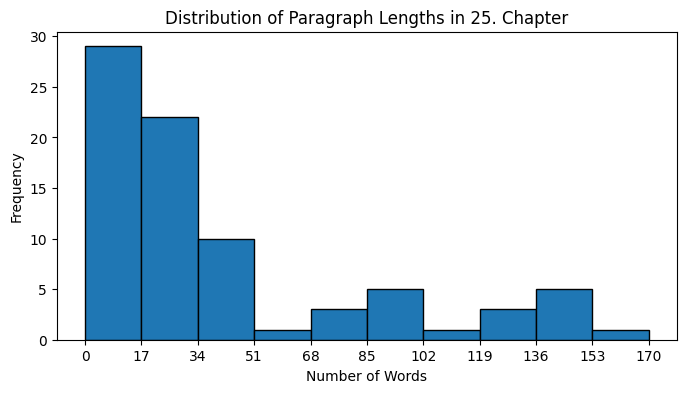 Distribution of Paragraph Lengths in 25. Chapter
30
25
20
15
10
5
0
Frequency
0 17 34 51 68 85 102 119 136 153 170
Number of Words